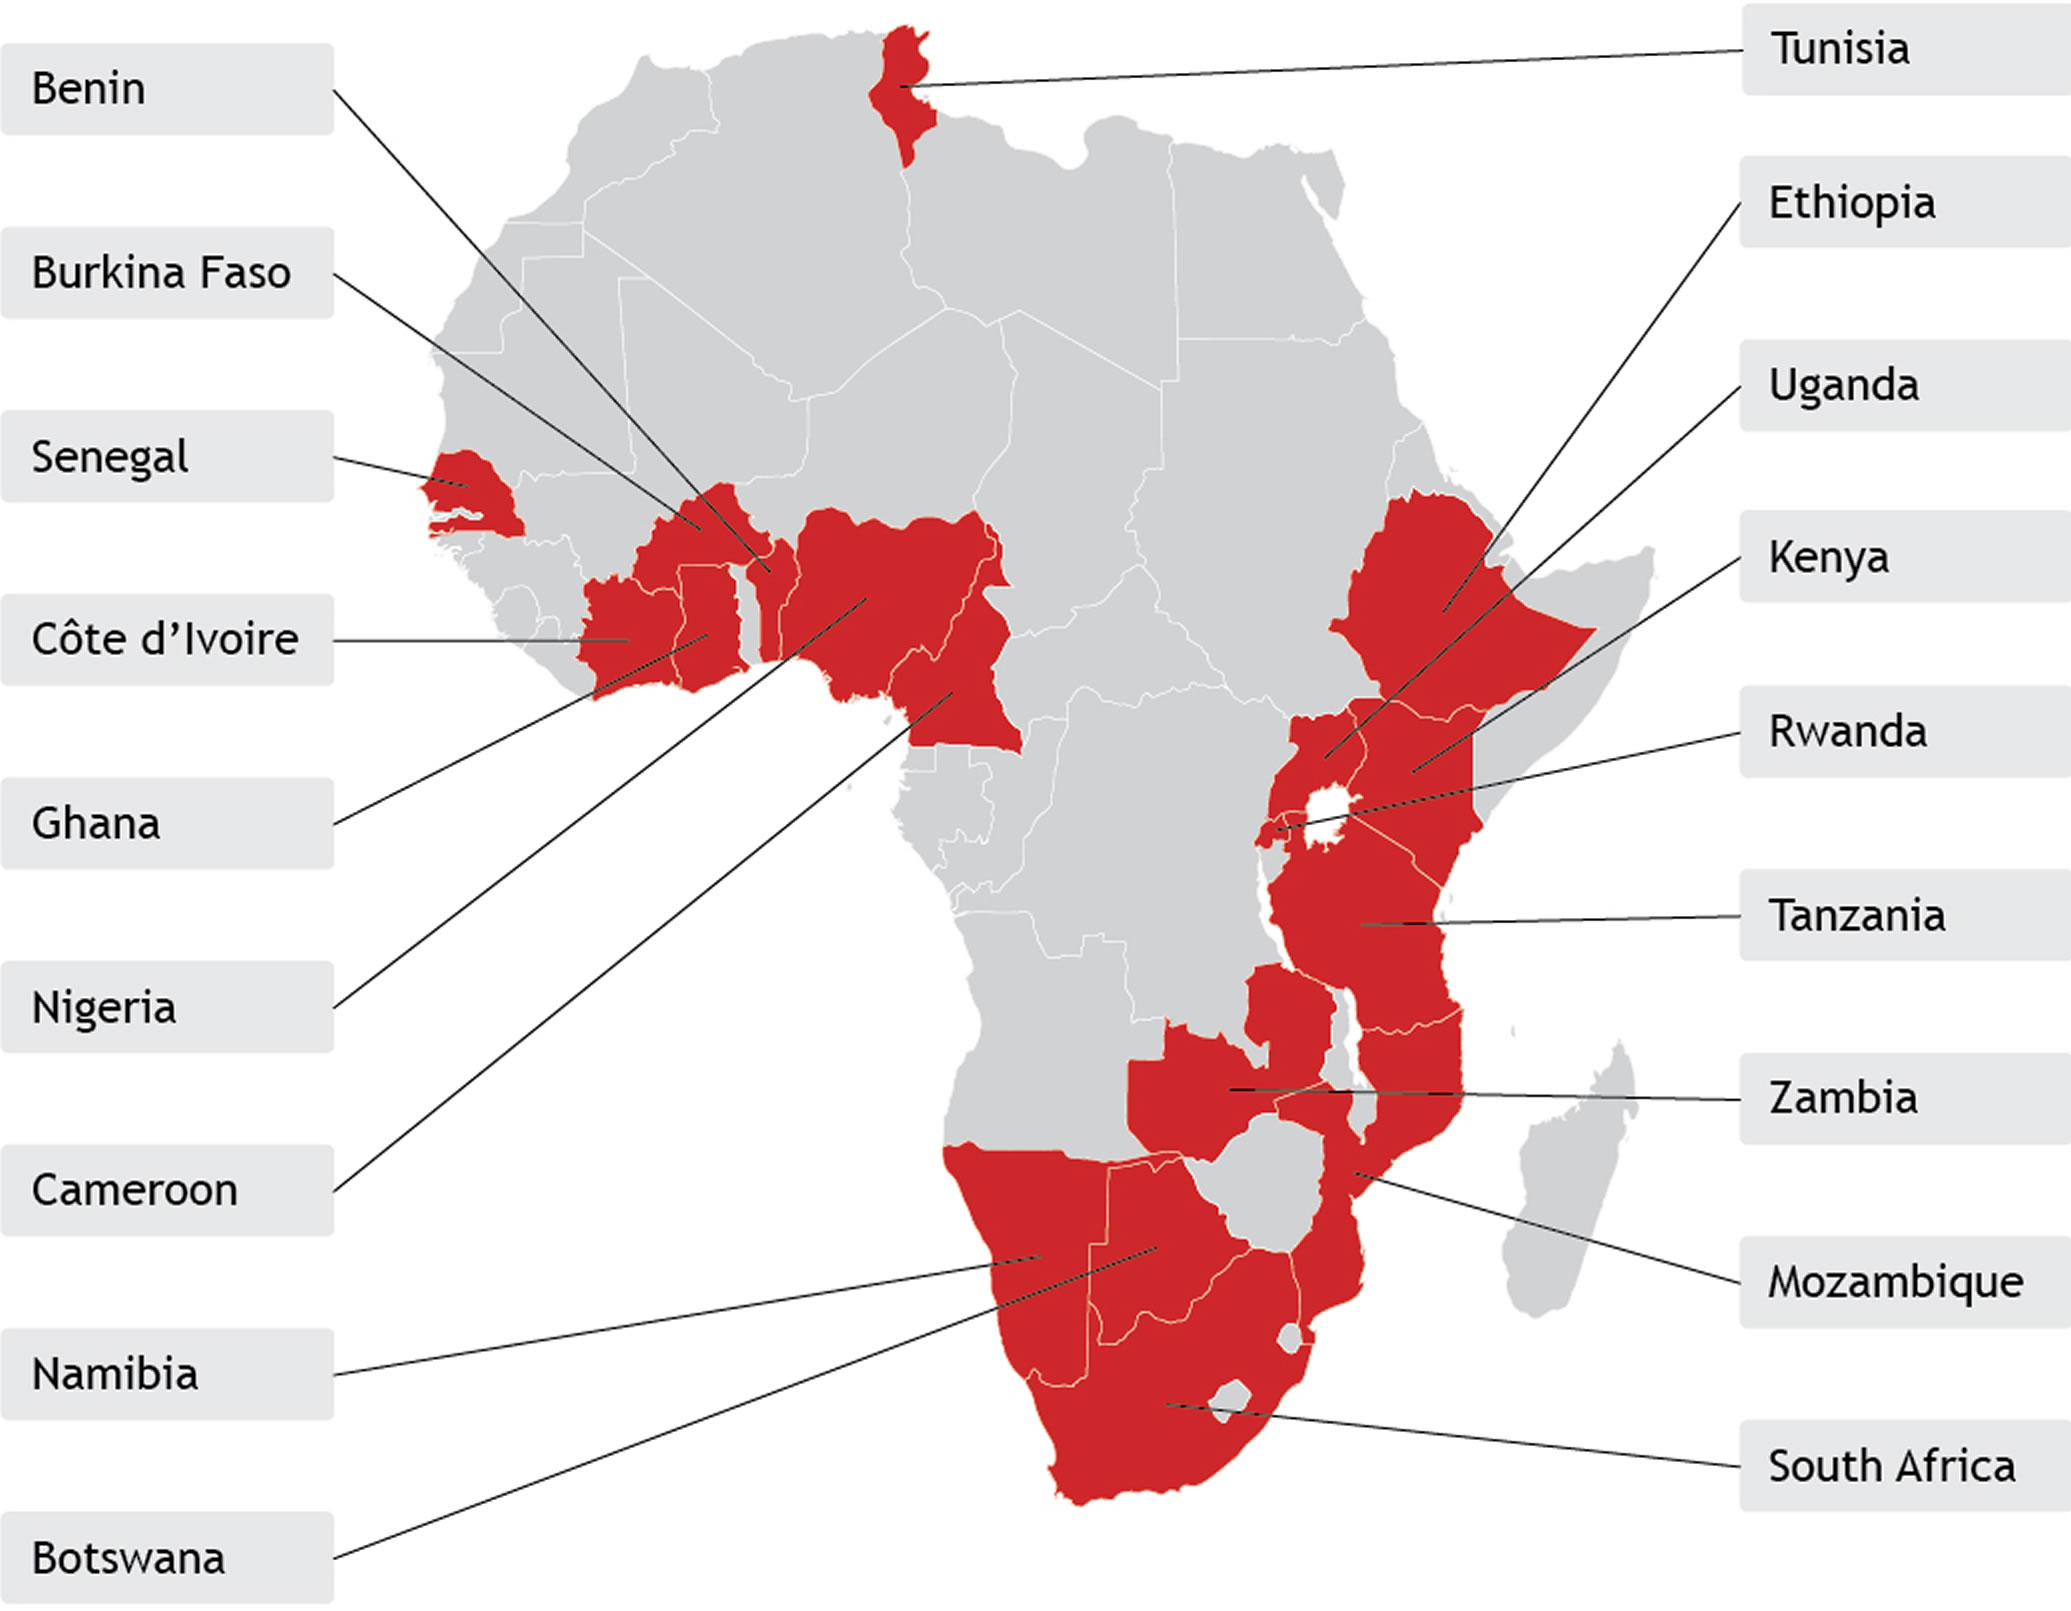 Benin
Burkina Faso
Senegal
Côte d’Ivoire
Ghana
Nigeria
Cameroon
Namibia
Botswana
Tunisia
Ethiopia
Uganda
Kenya
Rwanda
Tanzania
Zambia
Mozambique
South Africa